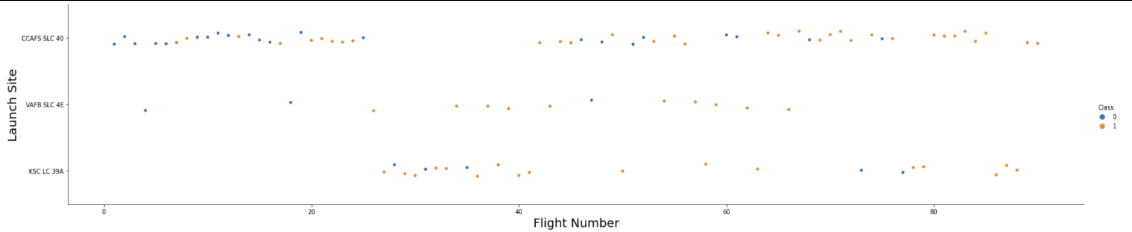 Launch Site
CCAFS SLC 40
VAFB SLC 4E
KSC LC 39A
0
20
40
60
80
Flight Number
Class
0
1